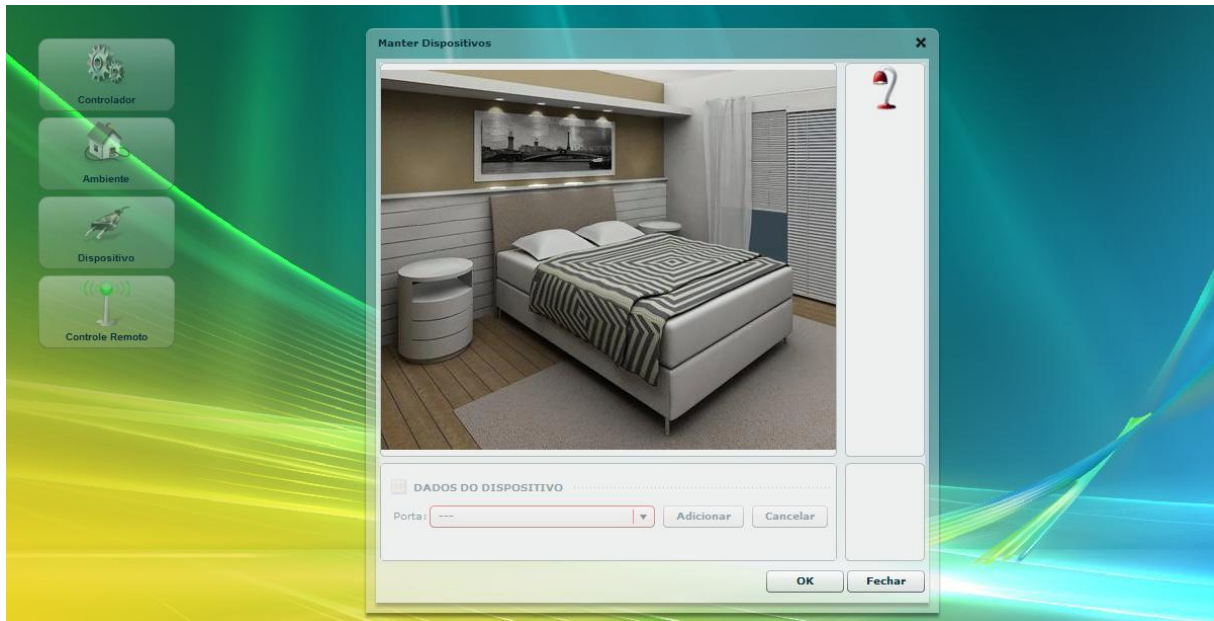 Controlador
Ambiente
Dispositivo
Controle Remoto
Manter Dispositivos
DADOS DO DISPOSITIVO
Porta: --- Adicionar Cancelar
OK Fechar